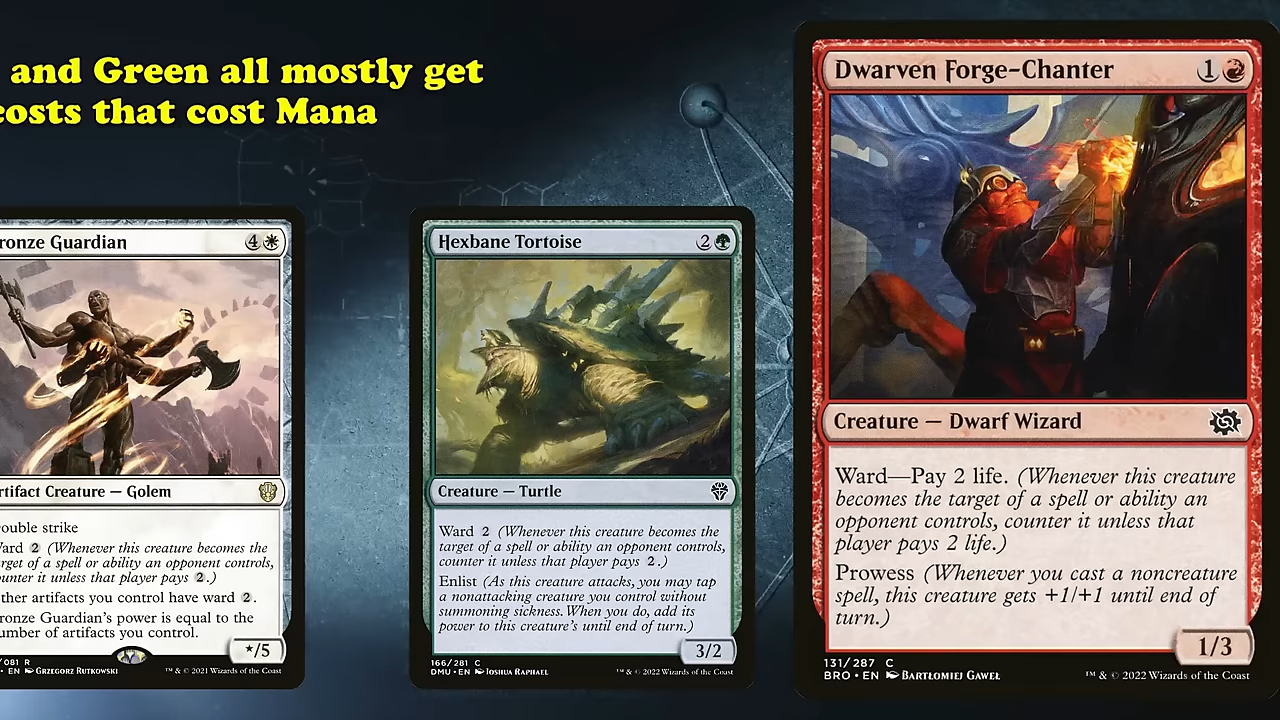 and Green all mostly get
costs that cost Mana
ronze Guardian
4
rtifact Creature — Golem
ouble strike
ard 2 (Whenever this creature becomes the
rget of a spell or ability an opponent controls,
unter it unless that player pays 2.)
ther artifacts you control have ward 2.
ronze Guardian's power is equal to the
umber of artifacts you control.
*/5
/081 R
• EN Grzegorz Rutkowski
™ & © 2021 Wizards of the Coast
Hexbane Tortoise
2
Creature — Turtle
Ward 2 (Whenever this creature becomes the
target of a spell or ability an opponent controls,
counter it unless that player pays 2.)
Enlist (As this creature attacks, you may tap
a nonattacking creature you control without
summoning sickness. When you do, add its
power to this creature's until end of turn.)
3/2
166/281 C
DMU • EN Joshua Raphael
™ & © 2022 Wizards of the Coast
Dwarven Forge-Chanter
1
Creature — Dwarf Wizard
Ward—Pay 2 life. (Whenever this creature
becomes the target of a spell or ability an
opponent controls, counter it unless that
player pays 2 life.)
Prowess (Whenever you cast a noncreature
spell, this creature gets +1/+1 until end of
turn.)
1/3
131/287 C
BRO • EN Bartłomiej Gaweł
™ & © 2022 Wizards of the Coast